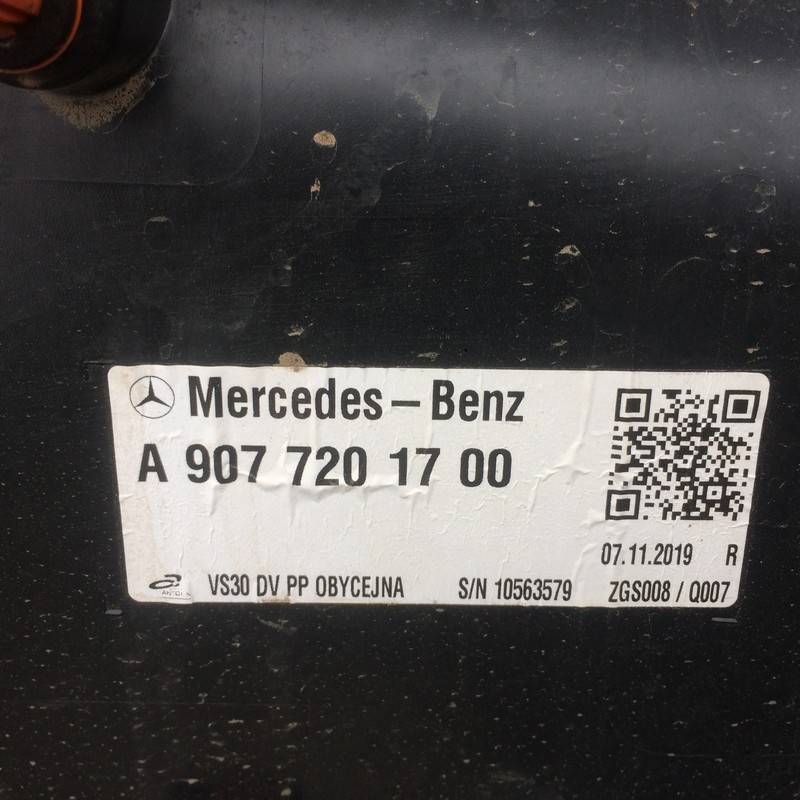 Mercedes-Benz
A 907 720 17 00
07.11.2019 R
VS30 DV PP OBYCEJNA S/N 10563579 ZGS008 / Q007